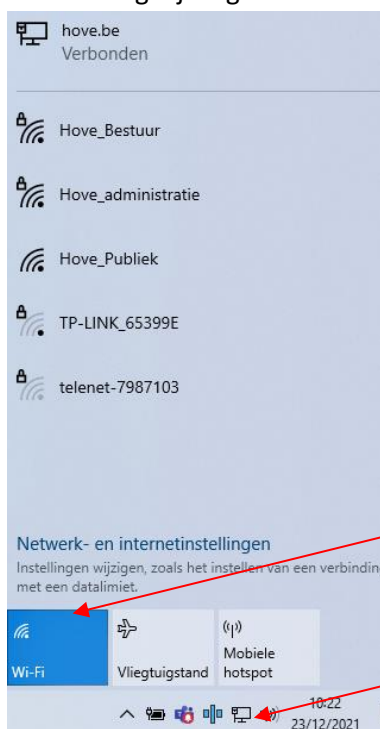 hove.be
Verbonden
Hove_Bestuur
Hove_administratie
Hove_Publiek
TP-LINK_65399E
telenet-7987103
Netwerk- en internetinstellingen
Instellingen wijzigen, zoals het instellen van een verbinding
met een datalimiet.
Wi-Fi
Vliegtuigstand
Mobiele
hotspot
10:22
23/12/2021